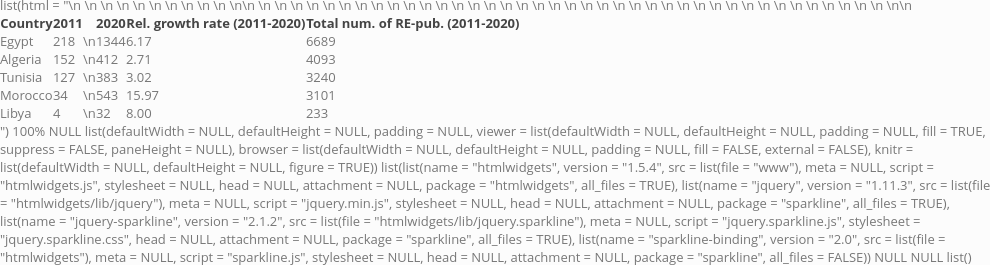 list(html = "\n \n \n \n \n \n \n \n\n \n \n \n \n \n \n \n \n \n \n \n \n \n \n \n \n \n \n \n \n \n \n \n \n \n \n \n \n \n \n \n \n \n \n \n \n\n
Country2011 2020Rel. growth rate (2011-2020)Total num. of RE-pub. (2011-2020)
Egypt 218 \n13446.17 6689
Algeria 152 \n412 2.71 4093
Tunisia 127 \n383 3.02 3240
Morocco34 \n543 15.97 3101
Libya 4 \n32 8.00 233
") 100% NULL list(defaultWidth = NULL, defaultHeight = NULL, padding = NULL, viewer = list(defaultWidth = NULL, defaultHeight = NULL, padding = NULL, fill = TRUE,
suppress = FALSE, paneHeight = NULL), browser = list(defaultWidth = NULL, defaultHeight = NULL, padding = NULL, fill = FALSE, external = FALSE), knitr =
list(defaultWidth = NULL, defaultHeight = NULL, figure = TRUE)) list(list(name = "htmlwidgets", version = "1.5.4", src = list(file = "www"), meta = NULL, script =
"htmlwidgets.js", stylesheet = NULL, head = NULL, attachment = NULL, package = "htmlwidgets", all_files = TRUE), list(name = "jquery", version = "1.11.3", src = list(file
= "htmlwidgets/lib/jquery"), meta = NULL, script = "jquery.min.js", stylesheet = NULL, head = NULL, attachment = NULL, package = "sparkline", all_files = TRUE),
list(name = "jquery-sparkline", version = "2.1.2", src = list(file = "htmlwidgets/lib/jquery.sparkline"), meta = NULL, script = "jquery.sparkline.js", stylesheet =
"jquery.sparkline.css", head = NULL, attachment = NULL, package = "sparkline", all_files = TRUE), list(name = "sparkline-binding", version = "2.0", src = list(file =
"htmlwidgets"), meta = NULL, script = "sparkline.js", stylesheet = NULL, head = NULL, attachment = NULL, package = "sparkline", all_files = FALSE)) NULL NULL list()